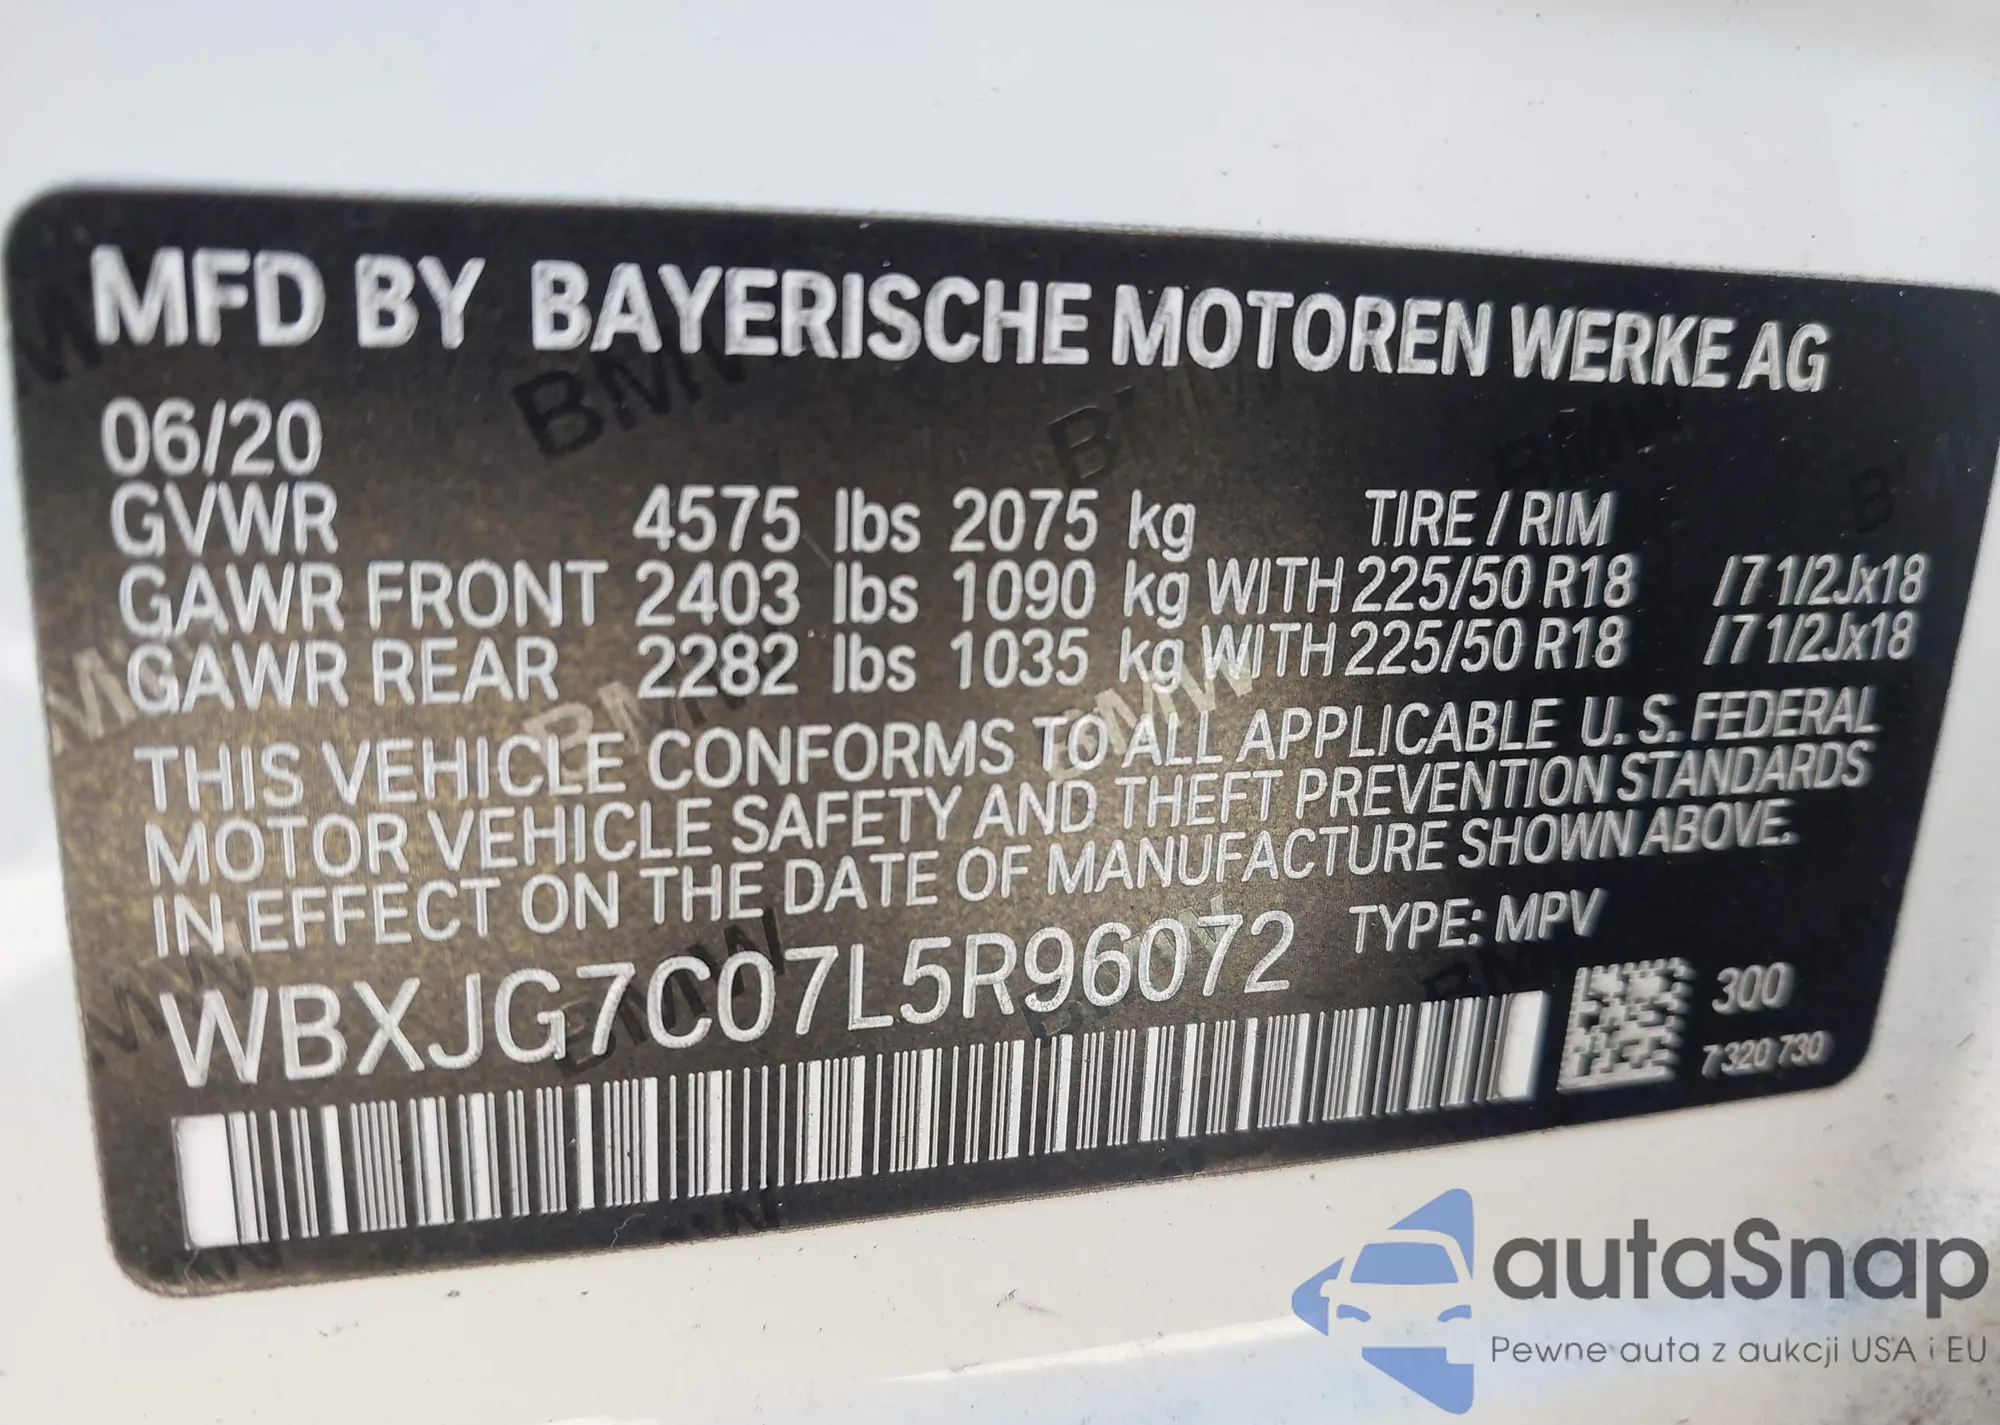 MFD BY BAYERISCHE MOTOREN WERKE AG
06/20
GVWR 4575 lbs 2075 kg TIRE / RIM
GAWR FRONT 2403 lbs 1090 kg WITH 225/50 R18 / 7 1/2Jx18
GAWR REAR 2282 lbs 1035 kg WITH 225/50 R18 / 7 1/2Jx18
THIS VEHICLE CONFORMS TO ALL APPLICABLE U. S. FEDERAL
MOTOR VEHICLE SAFETY AND THEFT PREVENTION STANDARDS
IN EFFECT ON THE DATE OF MANUFACTURE SHOWN ABOVE.
WBXJG7C07L5R96072 TYPE: MPV
300
7 320 730
autaSnap
Pewne auta z aukcji USA i EU